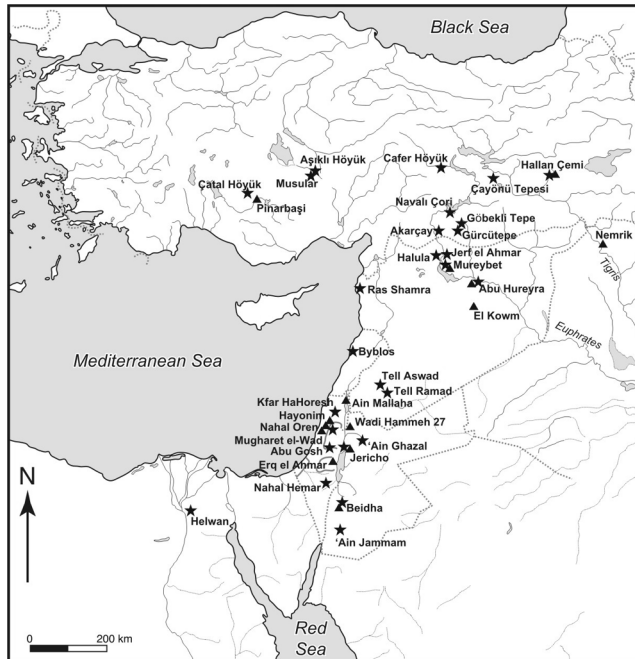 Black Sea
Aşıklı Höyük
Cafer Höyük
Hallan Çemi
Musular
Çatal Höyük
Çayönü Tepesi
Pinarbaşi
Navalı Çori
Göbekli Tepe
Akarçay
Gürcütepe
Nemrik
Jerf el Ahmar
Halula
Mureybet
Tigris
Ras Shamra
Abu Hureyra
El Kowm
Euphrates
Byblos
Mediterranean Sea
Tell Aswad
Tell Ramad
Kfar HaHoresh
Ain Mallaha
Hayonim
Nahal Oren
Wadi Hammeh 27
Mugharet el-Wad
'Ain Ghazal
Abu Gosh
Jericho
Erq el Ahmar
N
Nahal Hemar
Beidha
Helwan
'Ain Jammam
Red
Sea
0 200 km